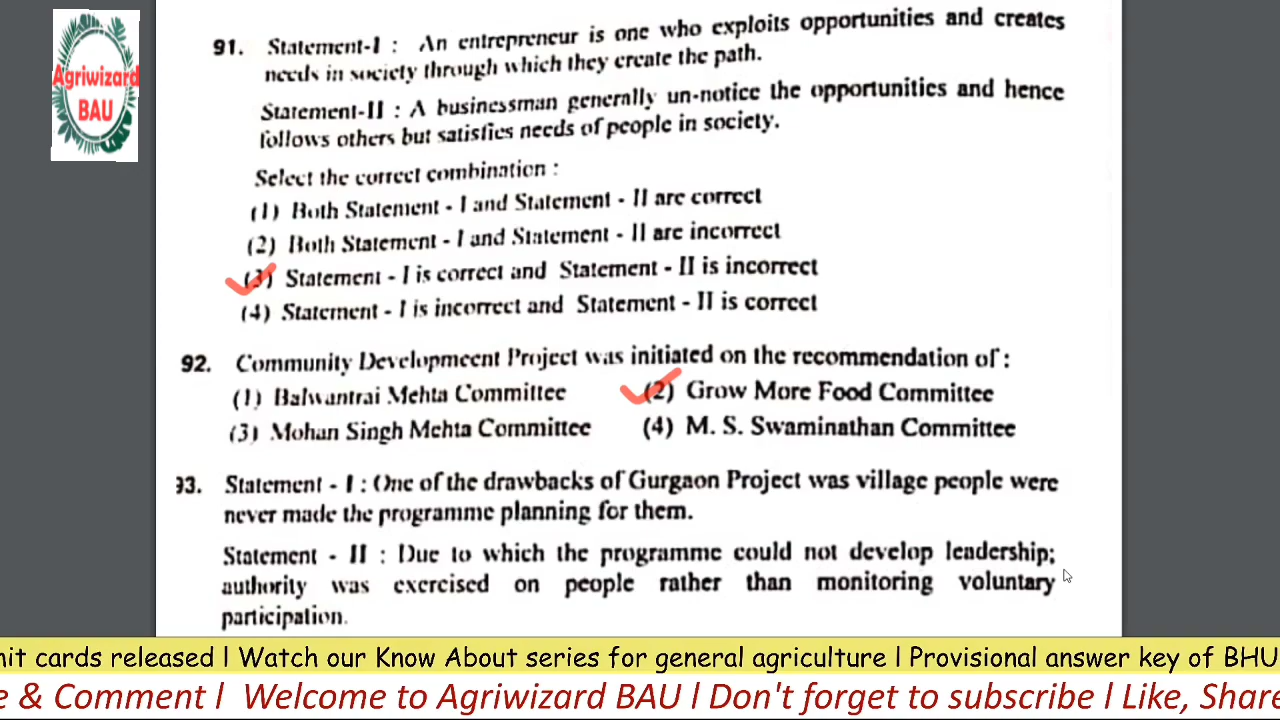 Agriwizard
BAU
91. Statement-I : An entrepreneur is one who exploits opportunities and creates
needs in society through which they create the path.
Statement-II : A businessman generally un-notice the opportunities and hence
follows others but satisfies needs of people in society.
Select the correct combination :
(1) Both Statement - I and Statement - II are correct
(2) Both Statement - I and Statement - II are incorrect
(3) Statement - I is correct and Statement - II is incorrect
(4) Statement - I is incorrect and Statement - II is correct
92. Community Developmeent Project was initiated on the recommendation of :
(1) Balwantrai Mehta Committee (2) Grow More Food Committee
(3) Mohan Singh Mehta Committee (4) M. S. Swaminathan Committee
93. Statement - I : One of the drawbacks of Gurgaon Project was village people were
never made the programme planning for them.
Statement - II : Due to which the programme could not develop leadership;
authority was exercised on people rather than monitoring voluntary
participation.
nit cards released l Watch our Know About series for general agriculture l Provisional answer key of BHU
e & Comment l Welcome to Agriwizard BAU l Don't forget to subscribe l Like, Share